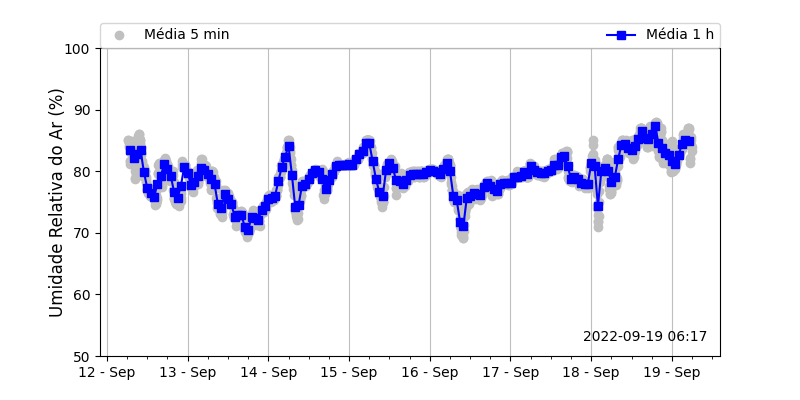 Média 5 min
Média 1 h
Umidade Relativa do Ar (%)
100
90
80
70
60
50
2022-09-19 06:17
12 - Sep
13 - Sep
14 - Sep
15 - Sep
16 - Sep
17 - Sep
18 - Sep
19 - Sep